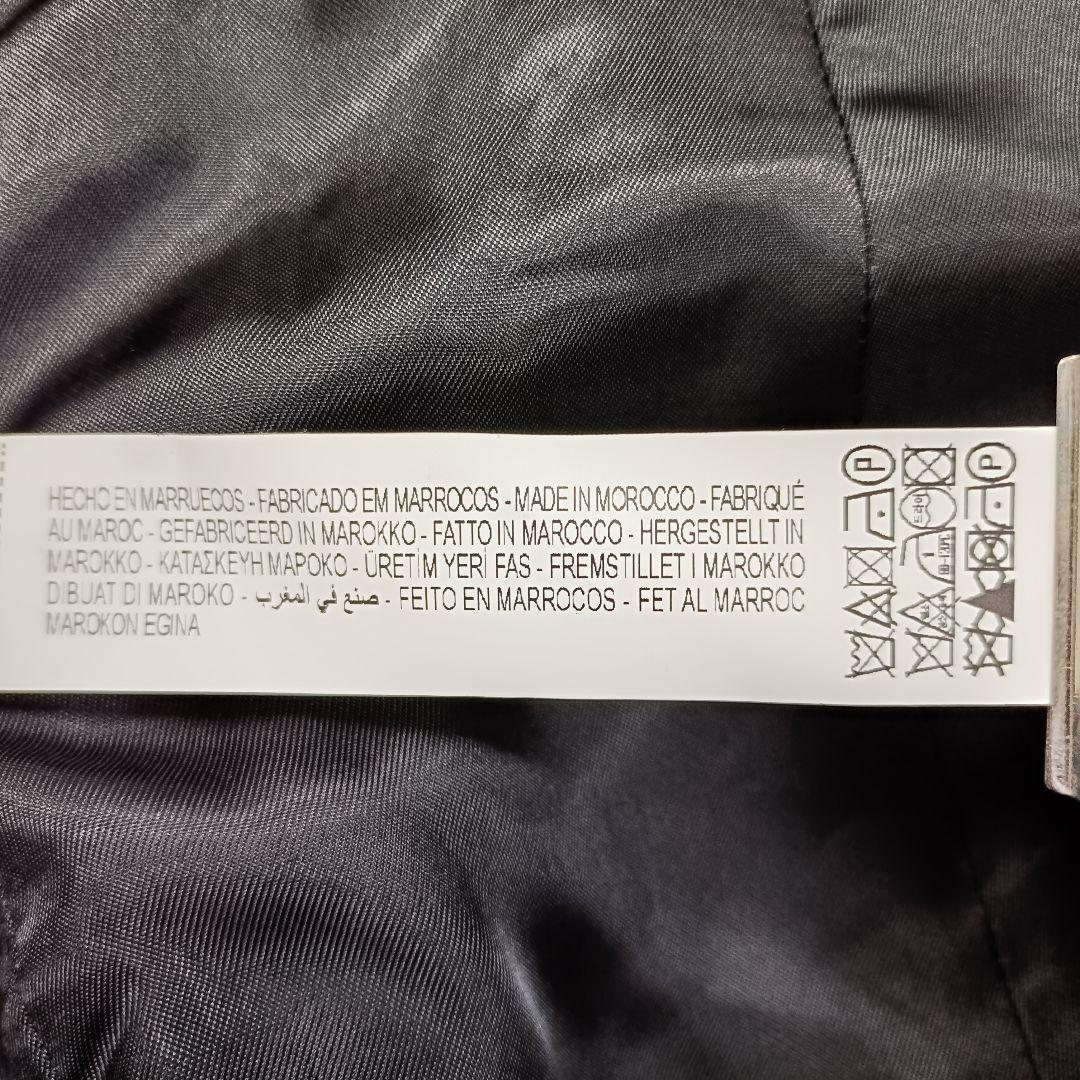 HECHO EN MARRUECOS - FABRICADO EM MARROCOS - MADE IN MOROCCO - FABRIQUÉ
AU MAROC - GEFABRICEERD IN MAROKKO - FATTO IN MAROCCO - HERGESTELLT IN
MAROKKO - ΚΑΤΑΣΚΕΥΗ ΜΑΡΟΚΟ - ÜRETİM YERİ FAS - FREMSTILLET I MAROKKO
DIBUAT DI MAROKO - صنع في المغرب - FEITO EN MARROCOS - FET AL MARROC
MAROKON EGINA
P
P